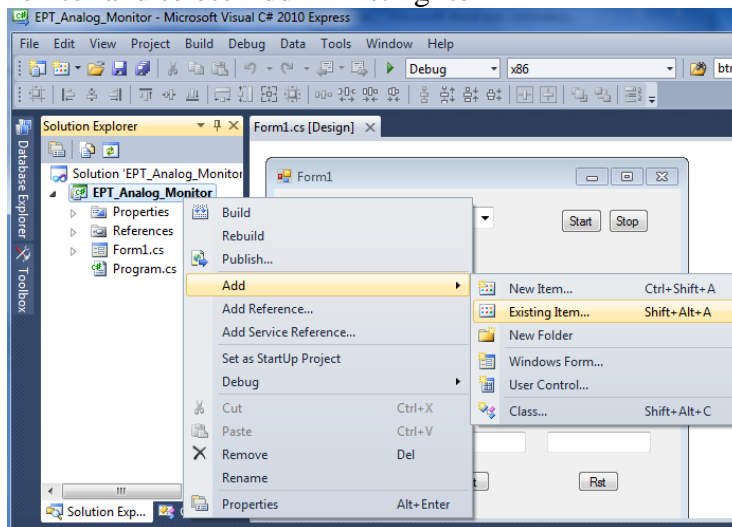 EPT_Analog_Monitor - Microsoft Visual C# 2010 Express
File Edit View Project Build Debug Data Tools Window Help
Debug x86
Solution Explorer
Form1.cs [Design]
Database Explorer
Toolbox
Solution 'EPT_Analog_Monitor
EPT_Analog_Monitor
Properties
References
Form1.cs
Program.cs
Form1
Start Stop
Build
Rebuild
Publish...
Add
Add Reference...
Add Service Reference...
Set as StartUp Project
Debug
Cut Ctrl+X
Paste Ctrl+V
Remove Del
Rename
Properties Alt+Enter
New Item... Ctrl+Shift+A
Existing Item... Shift+Alt+A
New Folder
Windows Form...
User Control...
Class... Shift+Alt+C
Rst
Solution Exp...